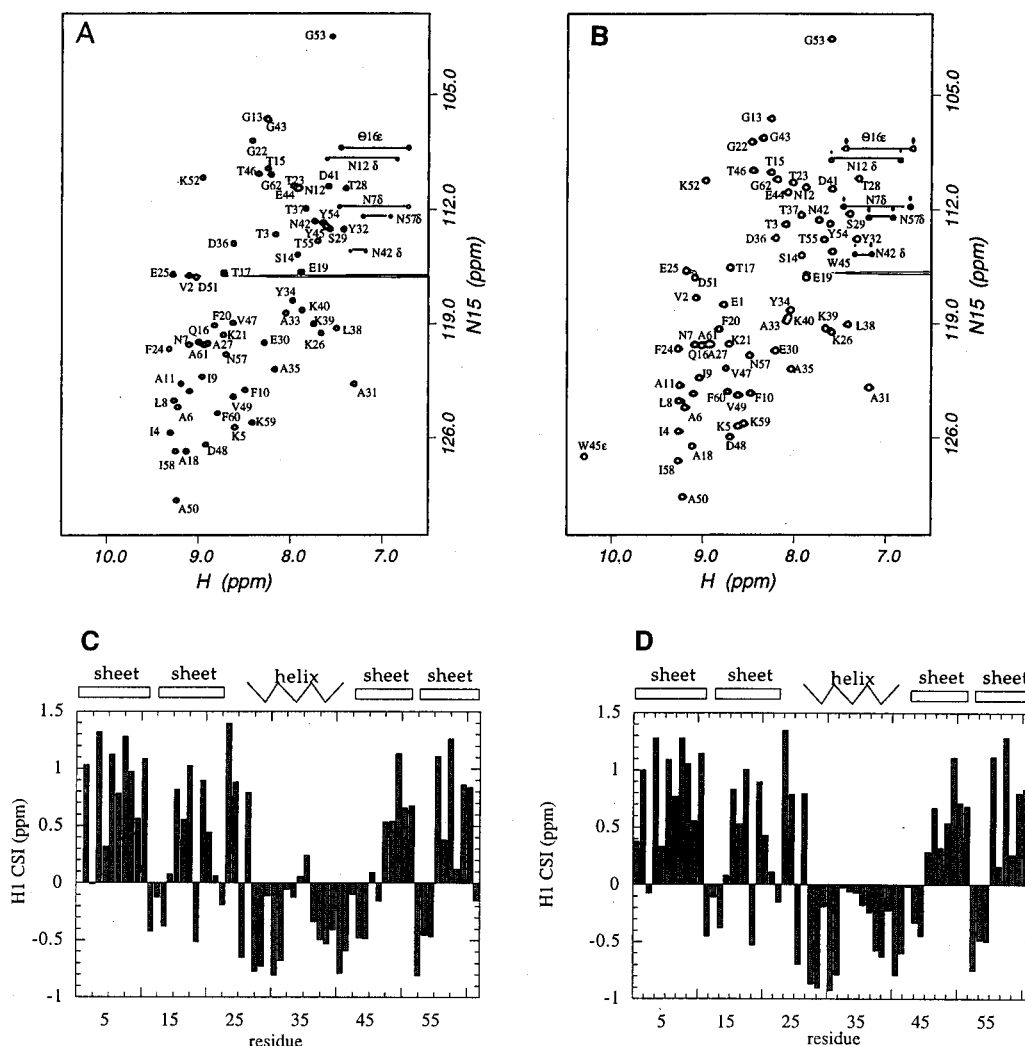 A
G53
105.0
G13
G43
Θ16ε
G22
T15
N12 δ
T46
K52
G62
T23
D41
E44
N12
T28
N7δ
112.0
T37
N42
Y54
N57δ
Y45
Y32
T3
S29
D36
T55
N42 δ
S14
E25
T17
E19
V2
D51
N15 (ppm)
Y34
K40
A33
119.0
F20
V47
K39
L38
Q16
K21
N7
K26
F24
A61
A27
E30
N57
I9
A35
A11
F10
A31
L8
V49
A6
F60
K59
K5
126.0
I4
D48
I58
A18
A50
10.0
9.0
8.0
7.0
H (ppm)
B
G53
105.0
G13
G43
Θ16ε
G22
T15
N12 δ
T46
K52
G62
T23
D41
E44
N12
T28
N7δ
112.0
T37
N42
S29
N57δ
T3
Y54
D36
T55
Y32
N42 δ
S14
W45
E25
T17
E19
D51
N15 (ppm)
V2
E1
Y34
K40
A33
119.0
F20
K39
L38
N7
A61
K21
K26
F24
Q16
A27
E30
N57
I9
V47
A35
A11
A31
L8
F60
F10
V49
A6
K5
K59
126.0
I4
D48
W45ε
A18
I58
A50
10.0
9.0
8.0
7.0
H (ppm)
C
sheet
sheet
helix
sheet
sheet
1.5
1
0.5
0
-0.5
-1
H1 CSI (ppm)
5
15
25
35
45
55
residue
D
sheet
sheet
helix
sheet
sheet
1.5
1
0.5
0
-0.5
-1
H1 CSI (ppm)
5
15
25
35
45
55
residue